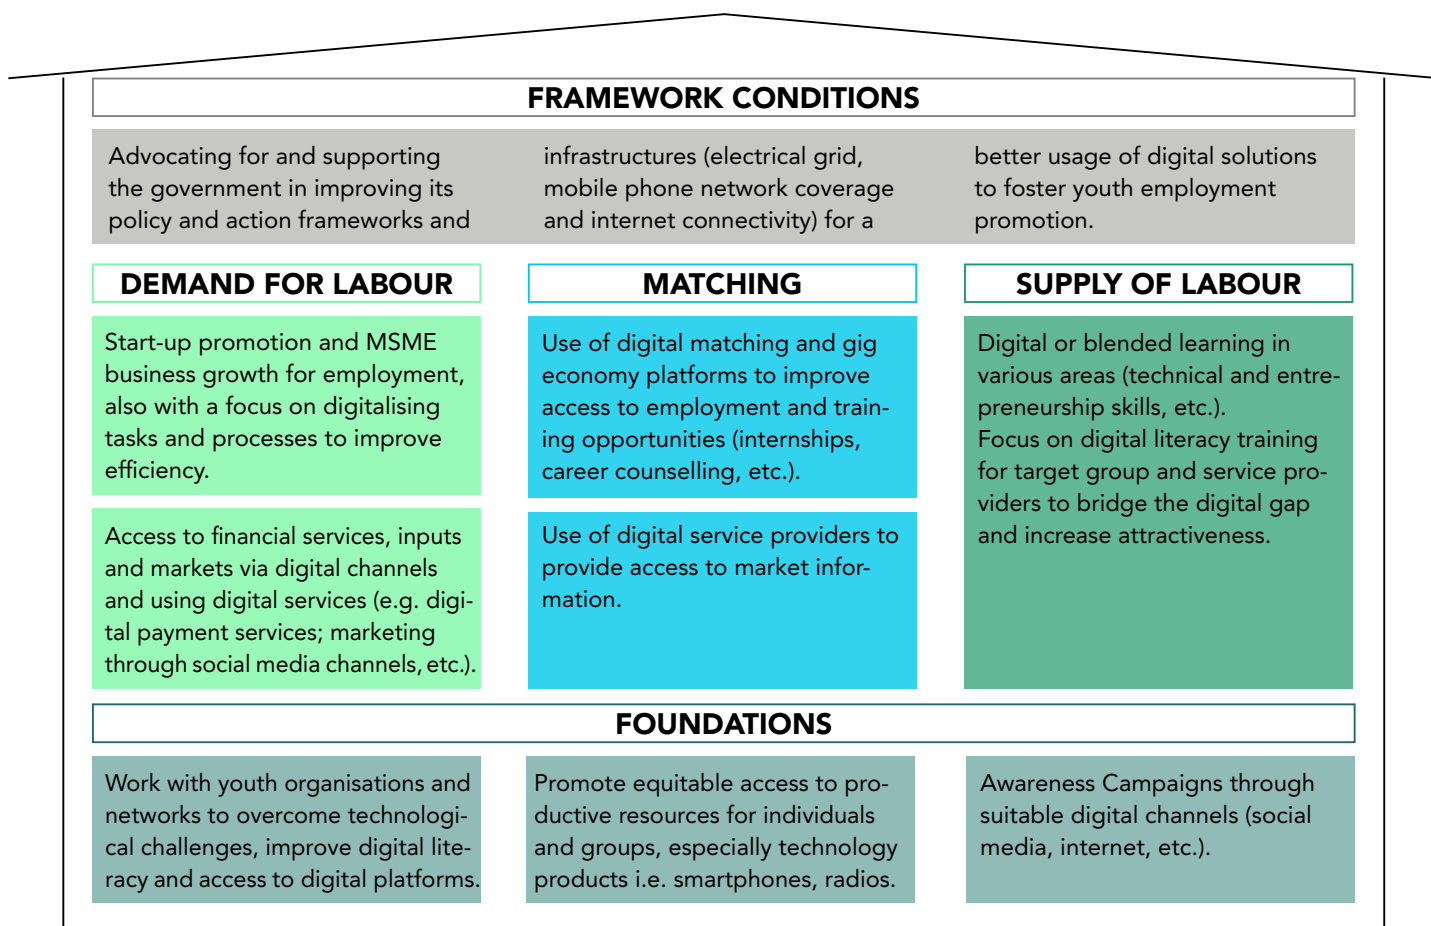 FRAMEWORK CONDITIONS
Advocating for and supporting
the government in improving its
policy and action frameworks and
infrastructures (electrical grid,
mobile phone network coverage
and internet connectivity) for a
better usage of digital solutions
to foster youth employment
promotion.
DEMAND FOR LABOUR
Start-up promotion and MSME
business growth for employment,
also with a focus on digitalising
tasks and processes to improve
efficiency.
Access to financial services, inputs
and markets via digital channels
and using digital services (e.g. digi-
tal payment services; marketing
through social media channels, etc.).
MATCHING
Use of digital matching and gig
economy platforms to improve
access to employment and train-
ing opportunities (internships,
career counselling, etc.).
Use of digital service providers to
provide access to market infor-
mation.
SUPPLY OF LABOUR
Digital or blended learning in
various areas (technical and entre-
preneurship skills, etc.).
Focus on digital literacy training
for target group and service pro-
viders to bridge the digital gap
and increase attractiveness.
FOUNDATIONS
Work with youth organisations and
networks to overcome technologi-
cal challenges, improve digital lite-
racy and access to digital platforms.
Promote equitable access to pro-
ductive resources for individuals
and groups, especially technology
products i.e. smartphones, radios.
Awareness Campaigns through
suitable digital channels (social
media, internet, etc.).